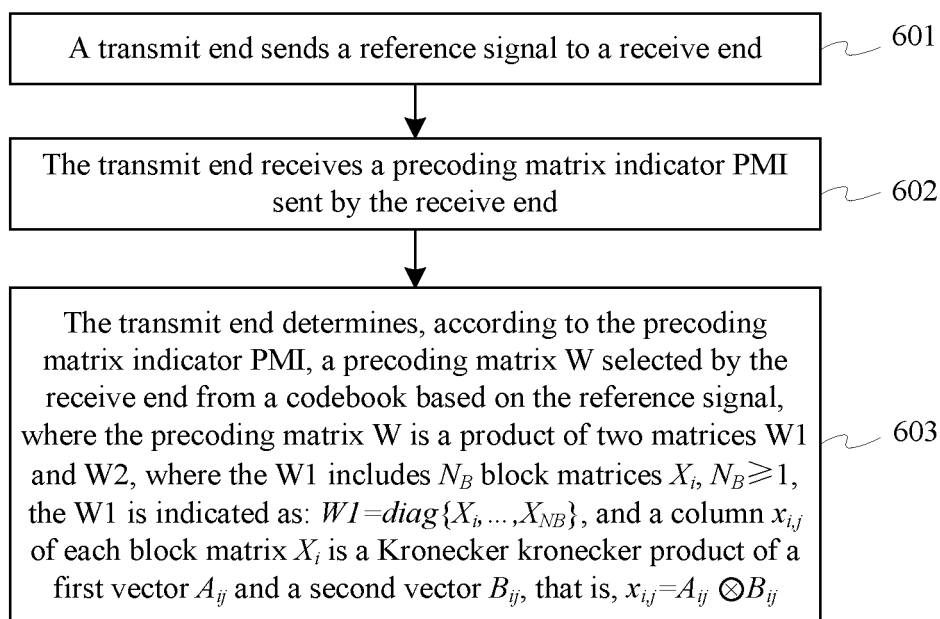 A transmit end sends a reference signal to a receive end
601
The transmit end receives a precoding matrix indicator PMI
sent by the receive end
602
The transmit end determines, according to the precoding
matrix indicator PMI, a precoding matrix W selected by the
receive end from a codebook based on the reference signal,
where the precoding matrix W is a product of two matrices W1
and W2, where the W1 includes N_B block matrices X_i, N_B≥1,
the W1 is indicated as: W1=diag{X_i,...,X_NB}, and a column x_i,j
of each block matrix X_i is a Kronecker kronecker product of a
first vector A_ij and a second vector B_ij, that is, x_i,j=A_ij ⊗B_ij
603